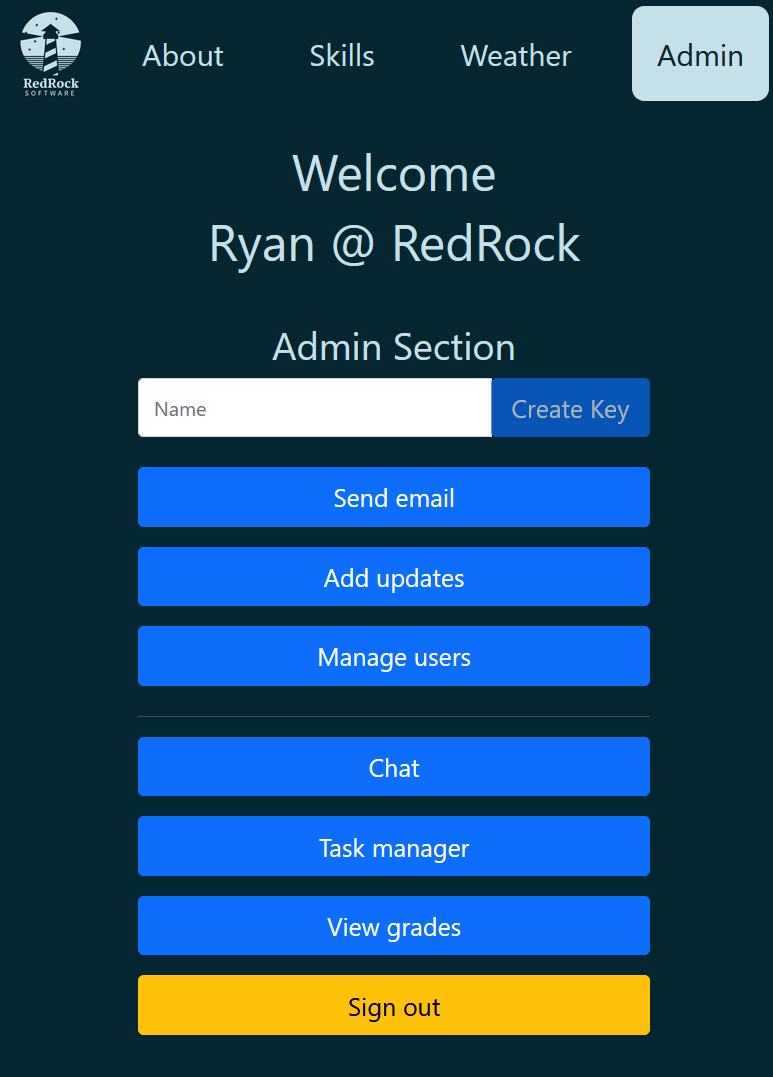 RedRock
SOFTWARE
About
Skills
Weather
Admin
Welcome
Ryan @ RedRock
Admin Section
Name
Create Key
Send email
Add updates
Manage users
Chat
Task manager
View grades
Sign out